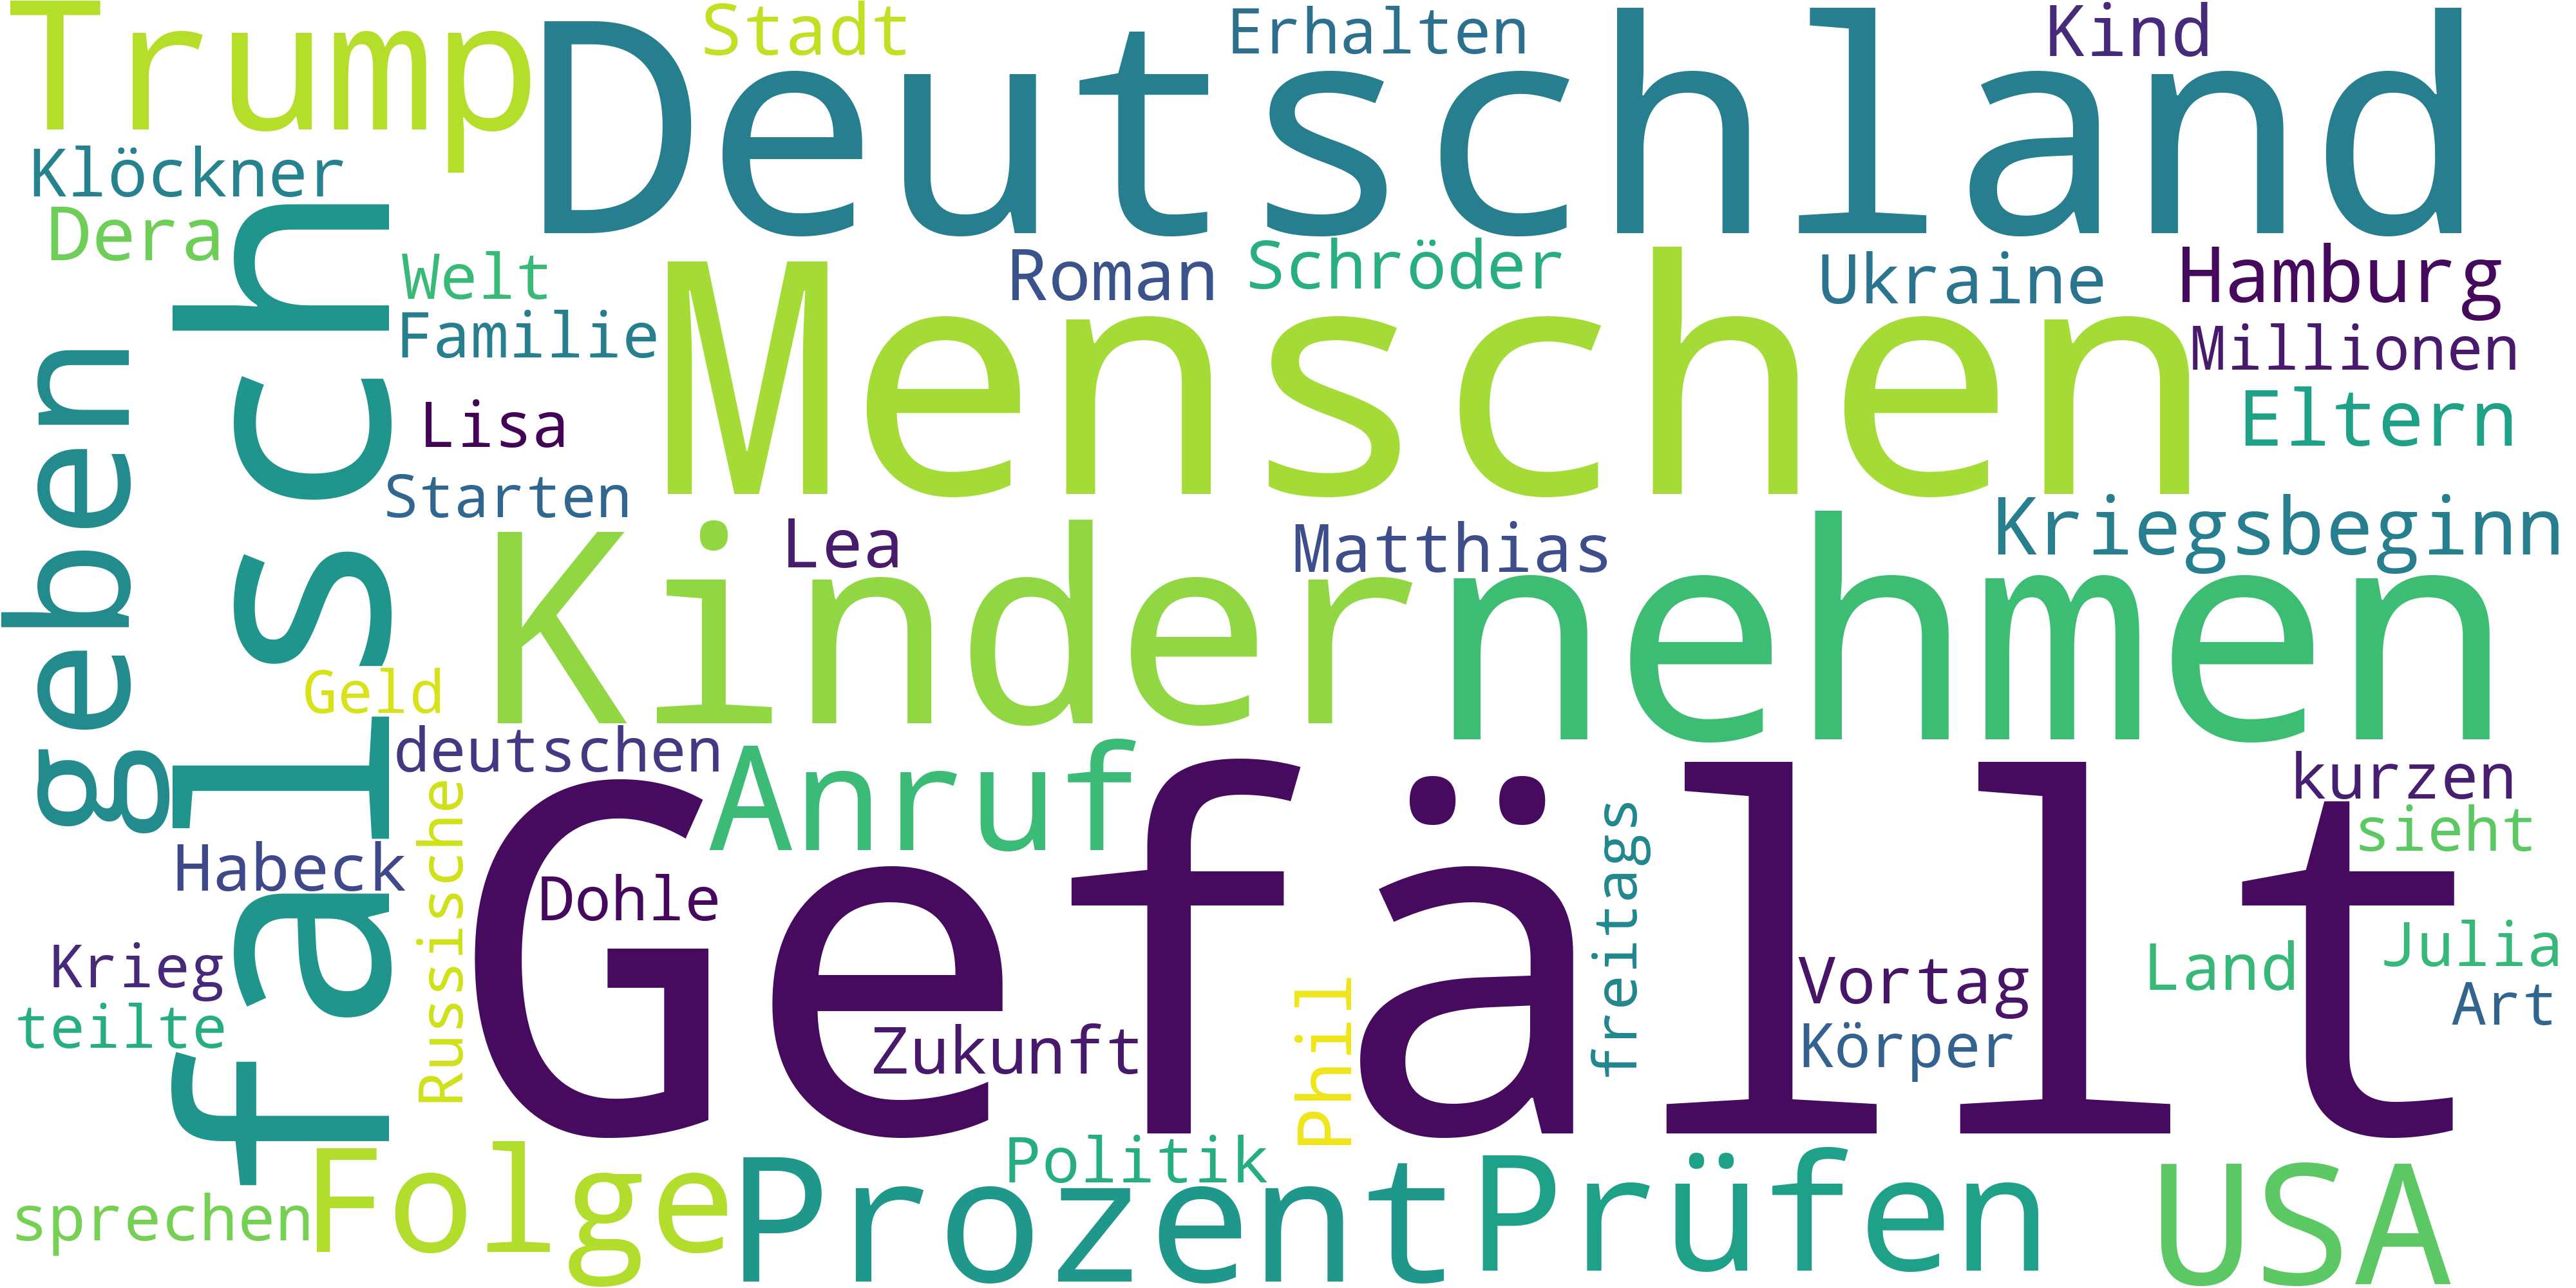 Trump
Stadt
Deutschland
Erhalten
Kind
Klöckner
Dera
falsch
geben
Welt
Familie
Menschen
Roman
Schröder
Ukraine
Hamburg
Millionen
Eltern
Lisa
Starten
Kindern
Lea
Matthias
nehmen
Kriegsbeginn
Geld
deutschen
Anruf
Russische
Gefällt
Dohle
Habeck
Krieg
teilte
Zukunft
Phil
freitags
Vortag
Körper
kurzen
sieht
Land
Julia
Art
sprechen
Folge
Prozent
Politik
Prüfen
USA